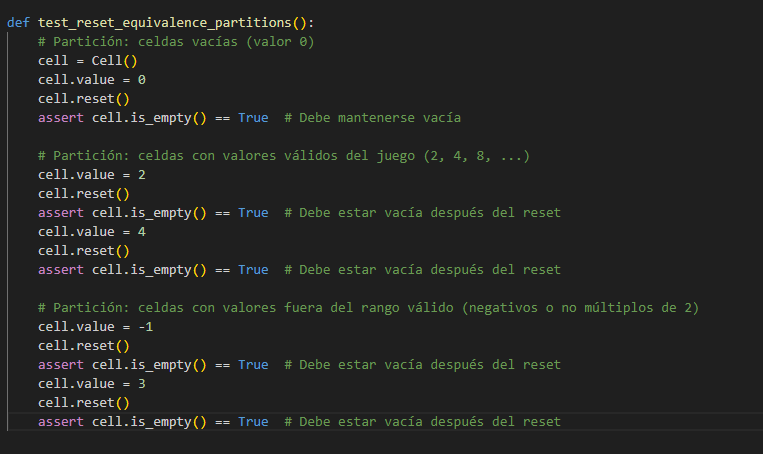 def test_reset_equivalence_partitions():
    # Partición: celdas vacías (valor 0)
    cell = Cell()
    cell.value = 0
    cell.reset()
    assert cell.is_empty() == True  # Debe mantenerse vacía

    # Partición: celdas con valores válidos del juego (2, 4, 8, ...)
    cell.value = 2
    cell.reset()
    assert cell.is_empty() == True  # Debe estar vacía después del reset
    cell.value = 4
    cell.reset()
    assert cell.is_empty() == True  # Debe estar vacía después del reset

    # Partición: celdas con valores fuera del rango válido (negativos o no múltiplos de 2)
    cell.value = -1
    cell.reset()
    assert cell.is_empty() == True  # Debe estar vacía después del reset
    cell.value = 3
    cell.reset()
    assert cell.is_empty() == True  # Debe estar vacía después del reset